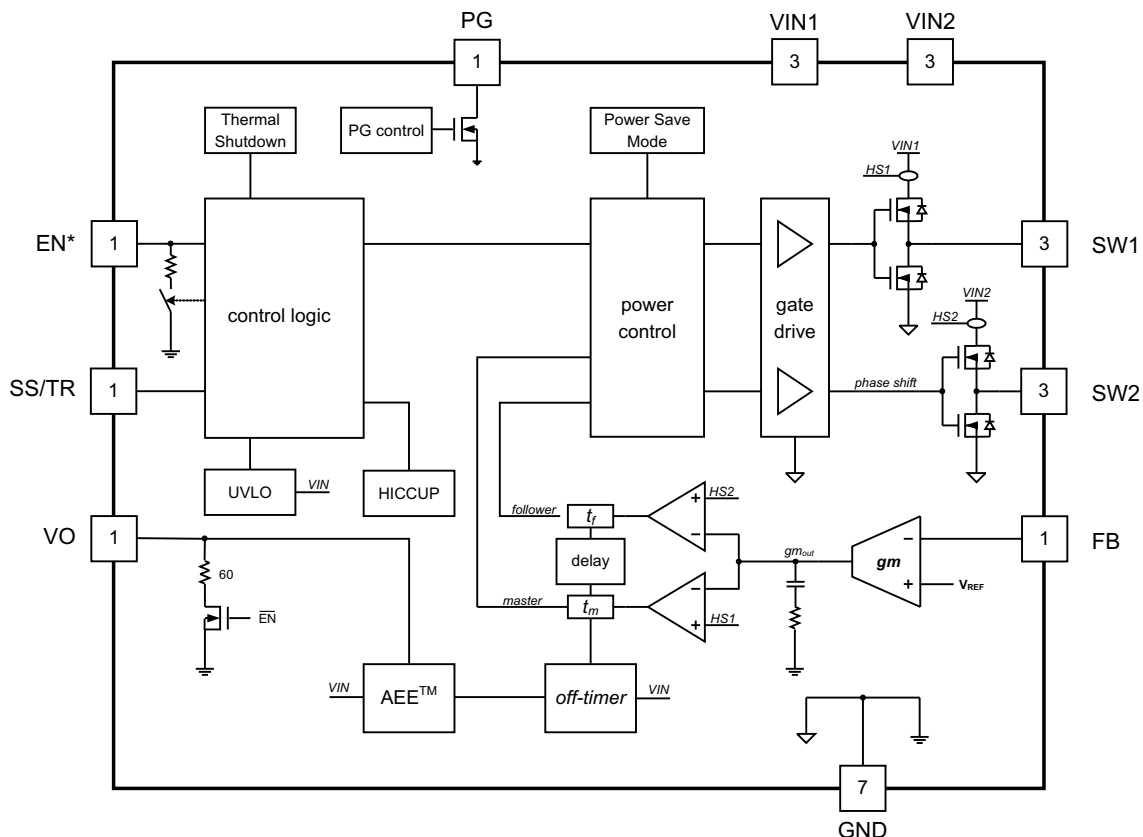 PG
VIN1
VIN2
1
3
3
Thermal
Shutdown
PG control
Power Save
Mode
VIN1
HS1
EN*
1
control logic
power
control
gate
drive
3
SW1
VIN2
HS2
SS/TR
1
phase shift
3
SW2
UVLO
VIN
HICCUP
HS2
+
−
follower
tf
VO
1
delay
gmout
gm
−
+
1
FB
60
VREF
master
tm
−
+
HS1
EN
VIN
AEE™
off-timer
VIN
7
GND